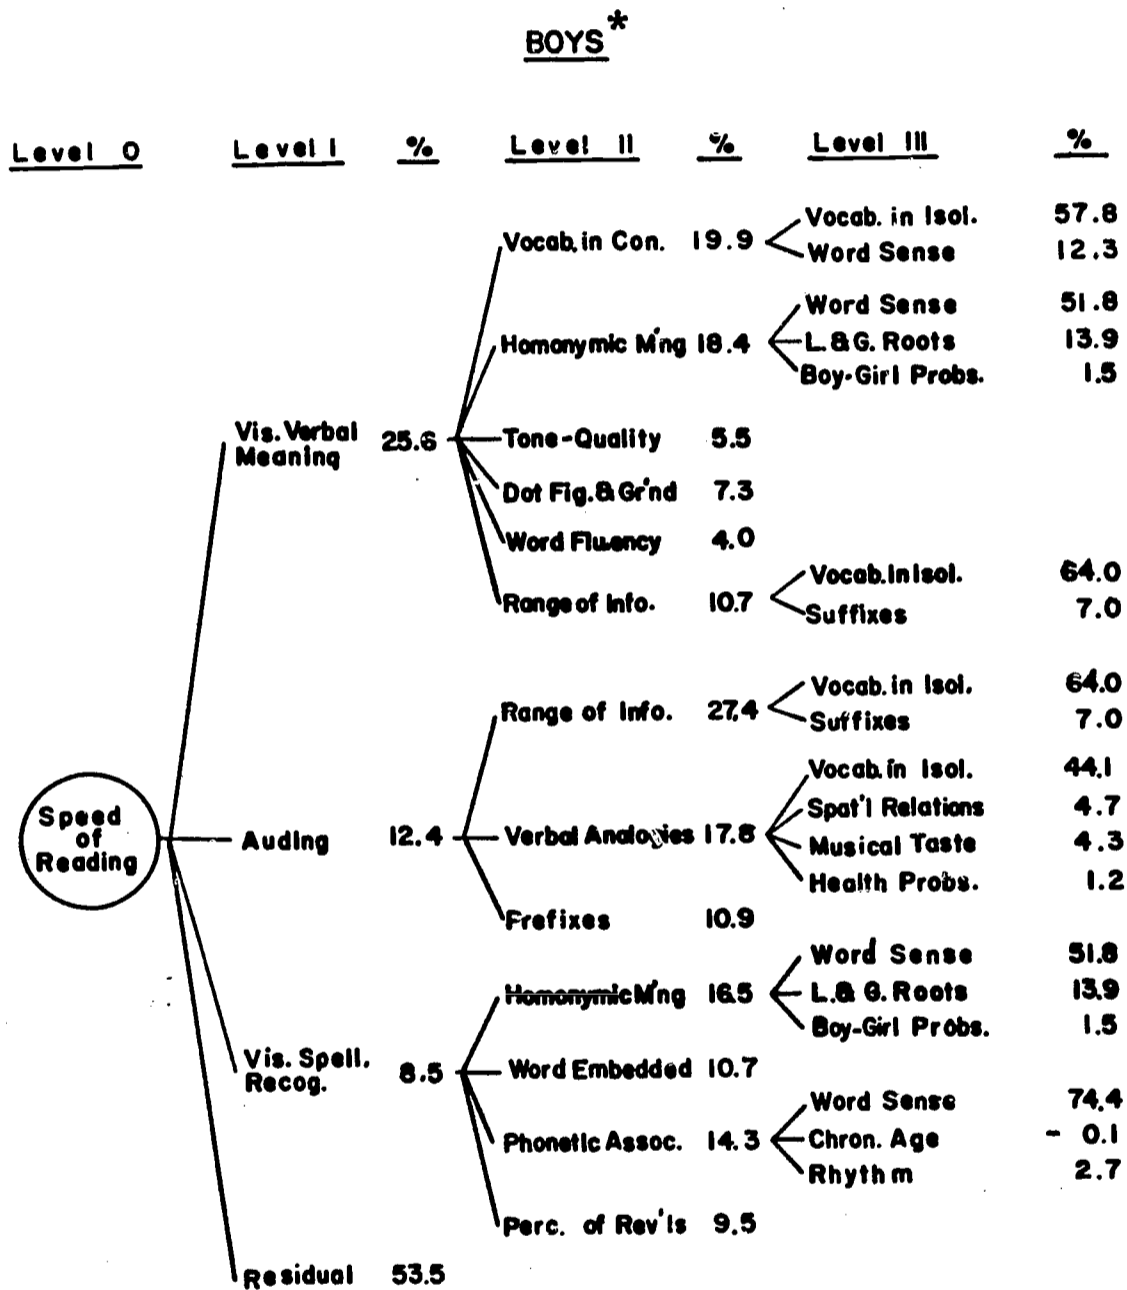 BOYS*
Level 0 Level I % Level II % Level III %
Vocab. in Isol. 57.8
Vocab. in Con. 19.9
Word Sense 12.3
Word Sense 51.8
Homonymic M'ng 18.4 L.&G. Roots 13.9
Boy-Girl Probs. 1.5
Vis. Verbal
Meaning 25.6
Tone-Quality 5.5
Dot Fig.& Gr'nd 7.3
Word Fluency 4.0
Vocab. in Isol. 64.0
Range of Info. 10.7
Suffixes 7.0
Vocab. in Isol. 64.0
Range of Info. 27.4
Suffixes 7.0
Vocab. in Isol. 44.1
Spat'l Relations 4.7
Speed
of
Reading
Auding 12.4 Verbal Analogies 17.8
Musical Taste 4.3
Health Probs. 1.2
Frefixes 10.9
Word Sense 51.8
Homonymic M'ng 16.5 L.& G. Roots 13.9
Boy-Girl Probs. 1.5
Vis. Spell.
Recog. 8.5
Word Embedded 10.7
Word Sense 74.4
Phonetic Assoc. 14.3 Chron. Age - 0.1
Rhythm 2.7
Perc. of Rev'ls 9.5
Residual 53.5